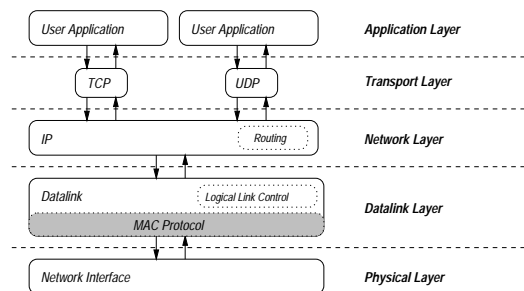 User Application
User Application
Application Layer
TCP
UDP
Transport Layer
IP
Routing
Network Layer
Datalink
Logical Link Control
MAC Protocol
Datalink Layer
Network Interface
Physical Layer